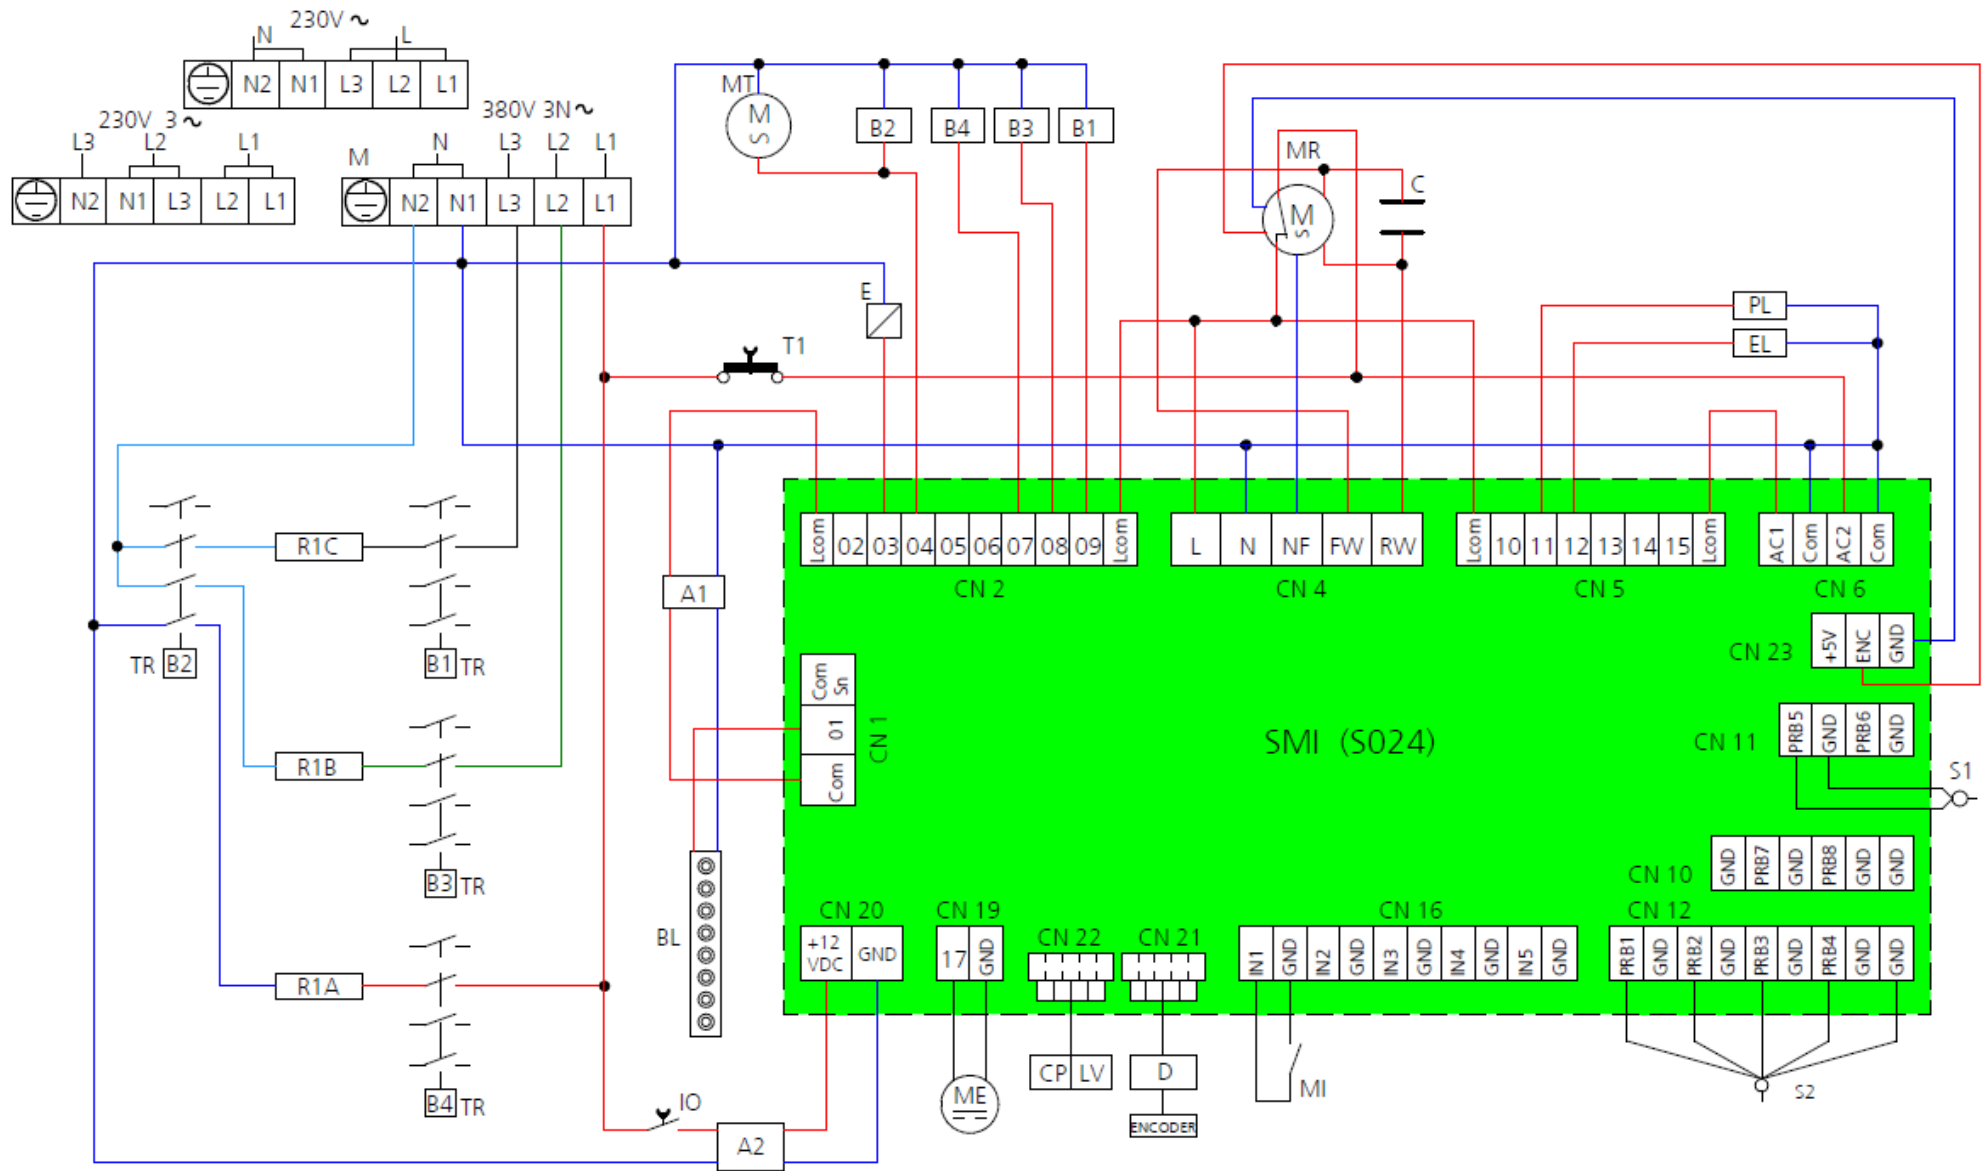 230V ~
N L
N2 N1 L3 L2 L1
230V 3 ~
L3 L2 L1
N2 N1 L3 L2 L1
380V 3N ~
M N L3 L2 L1
N2 N1 L3 L2 L1
MT
M
S
B2 B4 B3 B1
MR
M
S
C
E
T1
PL
EL
Lcom 02 03 04 05 06 07 08 09 Lcom
CN 2
L N NF FW RW
CN 4
Lcom 10 11 12 13 14 15 Lcom
CN 5
AC1 Com AC2 Com
CN 6
+5V ENC GND
CN 23
R1C
TR B2
B1 TR
A1
Com Sn
01
Com
CN 1
SMI (S024)
CN 11
PRB5 GND PRB6 GND
S1
R1B
B3 TR
CN 10
GND PRB7 GND PRB8 GND GND
BL
CN 20
+12 VDC GND
CN 19
17 GND
CN 22
CN 21
CN 16
IN1 GND IN2 GND IN3 GND IN4 GND IN5 GND
CN 12
PRB1 GND PRB2 GND PRB3 GND PRB4 GND GND
R1A
B4 TR
IO
A2
ME
CP LV
D
ENCODER
MI
S2